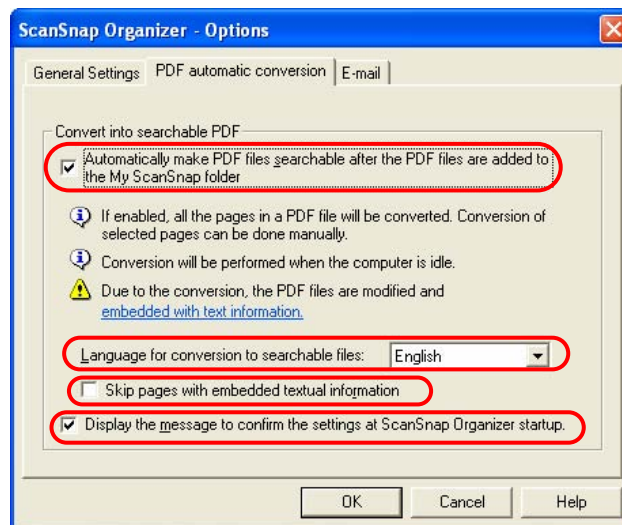 ScanSnap Organizer - Options
General Settings PDF automatic conversion E-mail
Convert into searchable PDF
Automatically make PDF files searchable after the PDF files are added to
the My ScanSnap folder
If enabled, all the pages in a PDF file will be converted. Conversion of
selected pages can be done manually.
Conversion will be performed when the computer is idle.
Due to the conversion, the PDF files are modified and
embedded with text information.
Language for conversion to searchable files: English
Skip pages with embedded textual information
Display the message to confirm the settings at ScanSnap Organizer startup.
OK Cancel Help